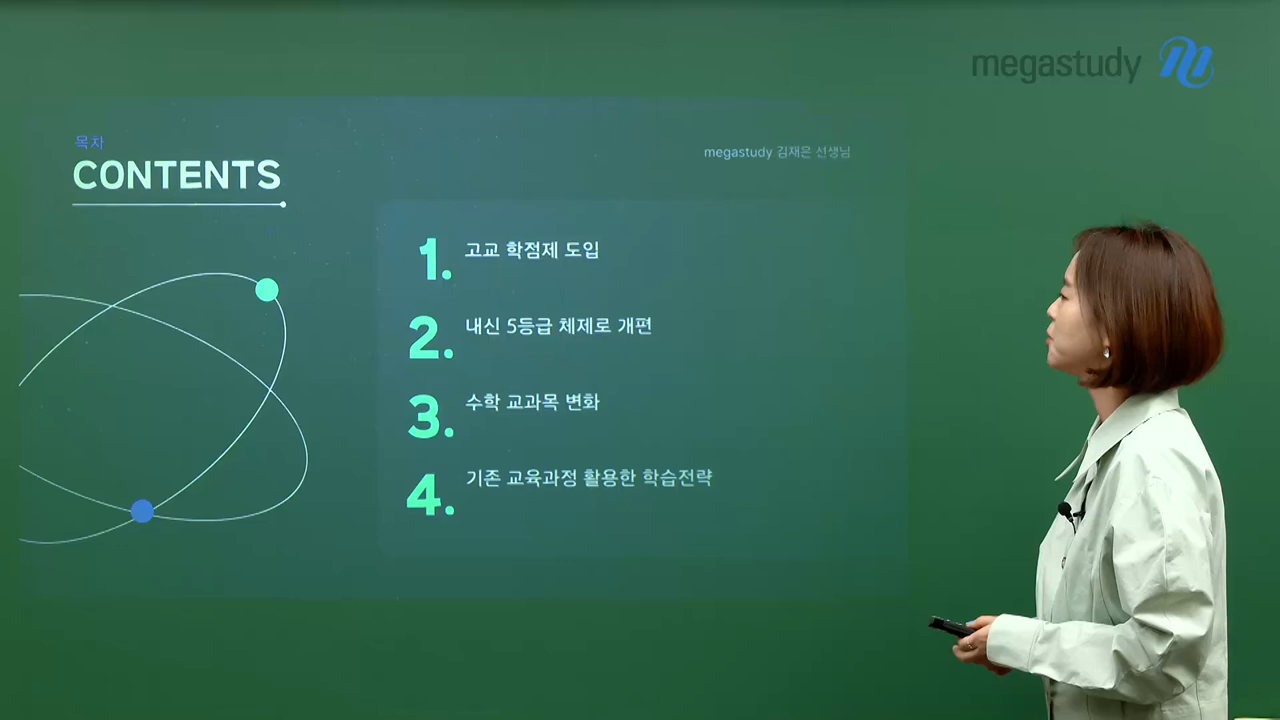 megastudy
목차
CONTENTS
megastudy 김재은 선생님
1. 고교 학점제 도입
2. 내신 5등급 체제로 개편
3. 수학 교과목 변화
4. 기존 교육과정 활용한 학습전략